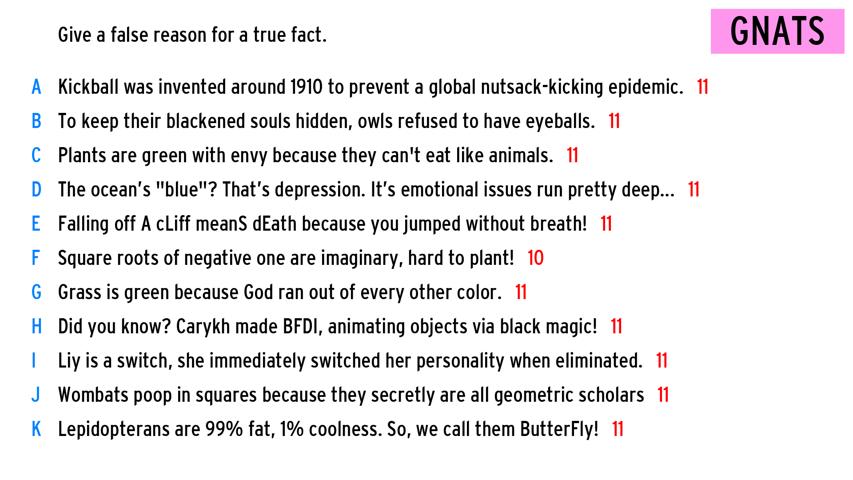 Give a false reason for a true fact.
GNATS
A Kickball was invented around 1910 to prevent a global nutsack-kicking epidemic. 11
B To keep their blackened souls hidden, owls refused to have eyeballs. 11
C Plants are green with envy because they can't eat like animals. 11
D The ocean's "blue"? That's depression. It's emotional issues run pretty deep... 11
E Falling off A cLiff meanS dEath because you jumped without breath! 11
F Square roots of negative one are imaginary, hard to plant! 10
G Grass is green because God ran out of every other color. 11
H Did you know? Carykh made BFDI, animating objects via black magic! 11
I Liy is a switch, she immediately switched her personality when eliminated. 11
J Wombats poop in squares because they secretly are all geometric scholars 11
K Lepidopterans are 99% fat, 1% coolness. So, we call them ButterFly! 11